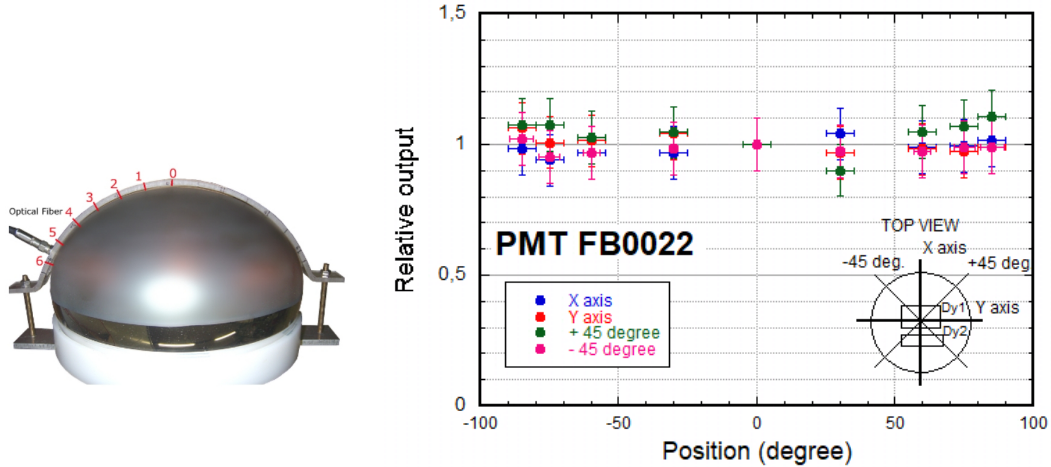 0
1
2
3
4
5
6
Optical Fiber
1,5
1
0,5
0
Relative output
-100
-50
0
50
100
Position (degree)
PMT FB0022
X axis
Y axis
+ 45 degree
- 45 degree
TOP VIEW
X axis
-45 deg.
+45 deg
Y axis
Dy1
Dy2